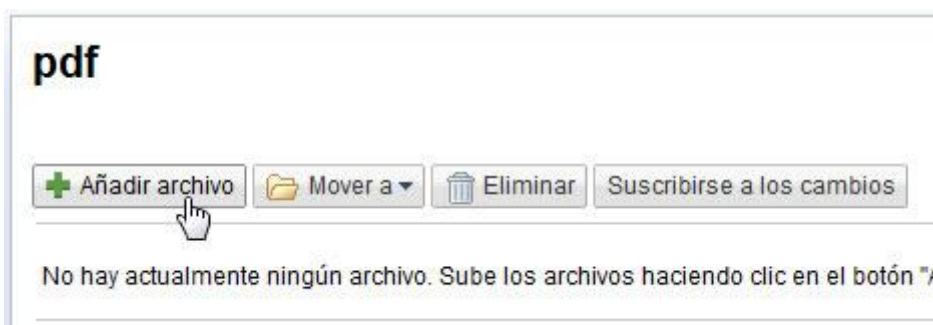 pdf
Añadir archivo Mover a Eliminar Suscribirse a los cambios
No hay actualmente ningún archivo. Sube los archivos haciendo clic en el botón "